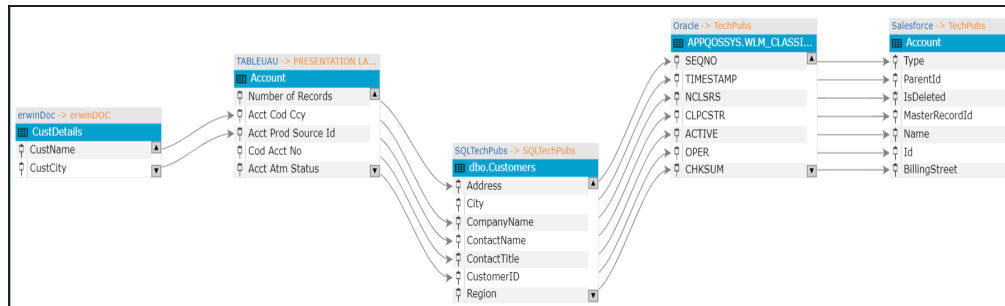 erwinDoc -> erwinDOC
CustDetails
CustName
CustCity
TABLEUAU -> PRESENTATION LA...
Account
Number of Records
Acct Cod Ccy
Acct Prod Source Id
Cod Acct No
Acct Atm Status
SQLTechPubs -> SQLTechPubs
dbo.Customers
Address
City
CompanyName
ContactName
ContactTitle
CustomerID
Region
Oracle -> TechPubs
APPQOSSYS.WLM_CLASSI...
SEQNO
TIMESTAMP
NCLSRS
CLPCSTR
ACTIVE
OPER
CHKSUM
Salesforce -> TechPubs
Account
Type
ParentId
IsDeleted
MasterRecordId
Name
Id
BillingStreet